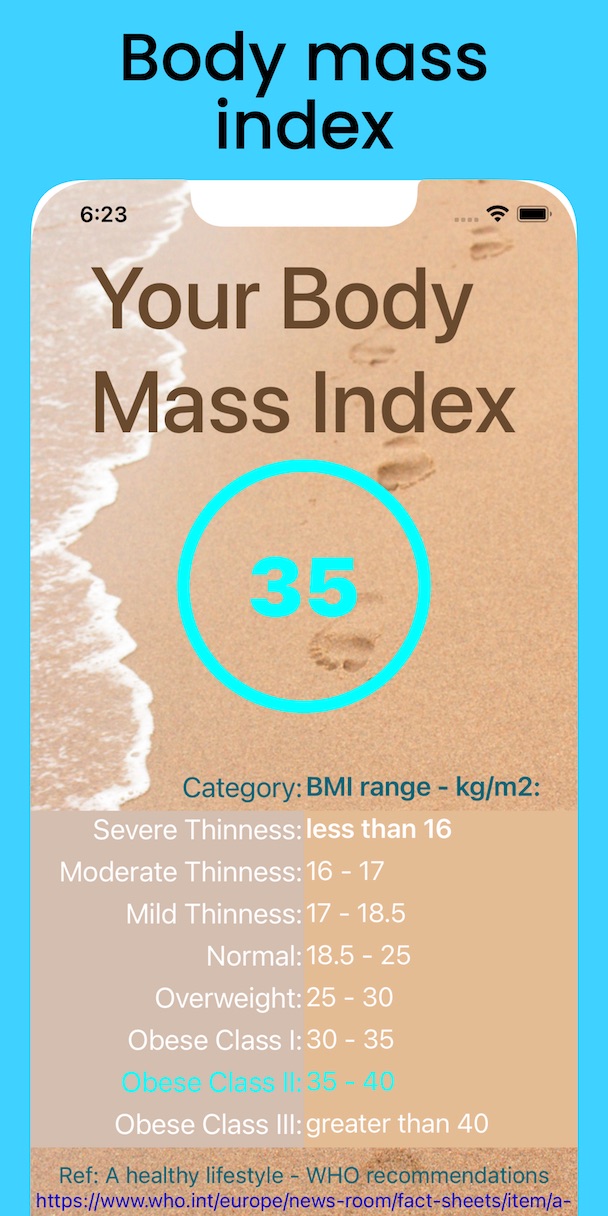 Body mass
index
6:23
Your Body
Mass Index
35
Category: BMI range - kg/m2:
Severe Thinness: less than 16
Moderate Thinness: 16 - 17
Mild Thinness: 17 - 18.5
Normal: 18.5 - 25
Overweight: 25 - 30
Obese Class I: 30 - 35
Obese Class II: 35 - 40
Obese Class III: greater than 40
Ref: A healthy lifestyle - WHO recommendations
https://www.who.int/europe/news-room/fact-sheets/item/a-